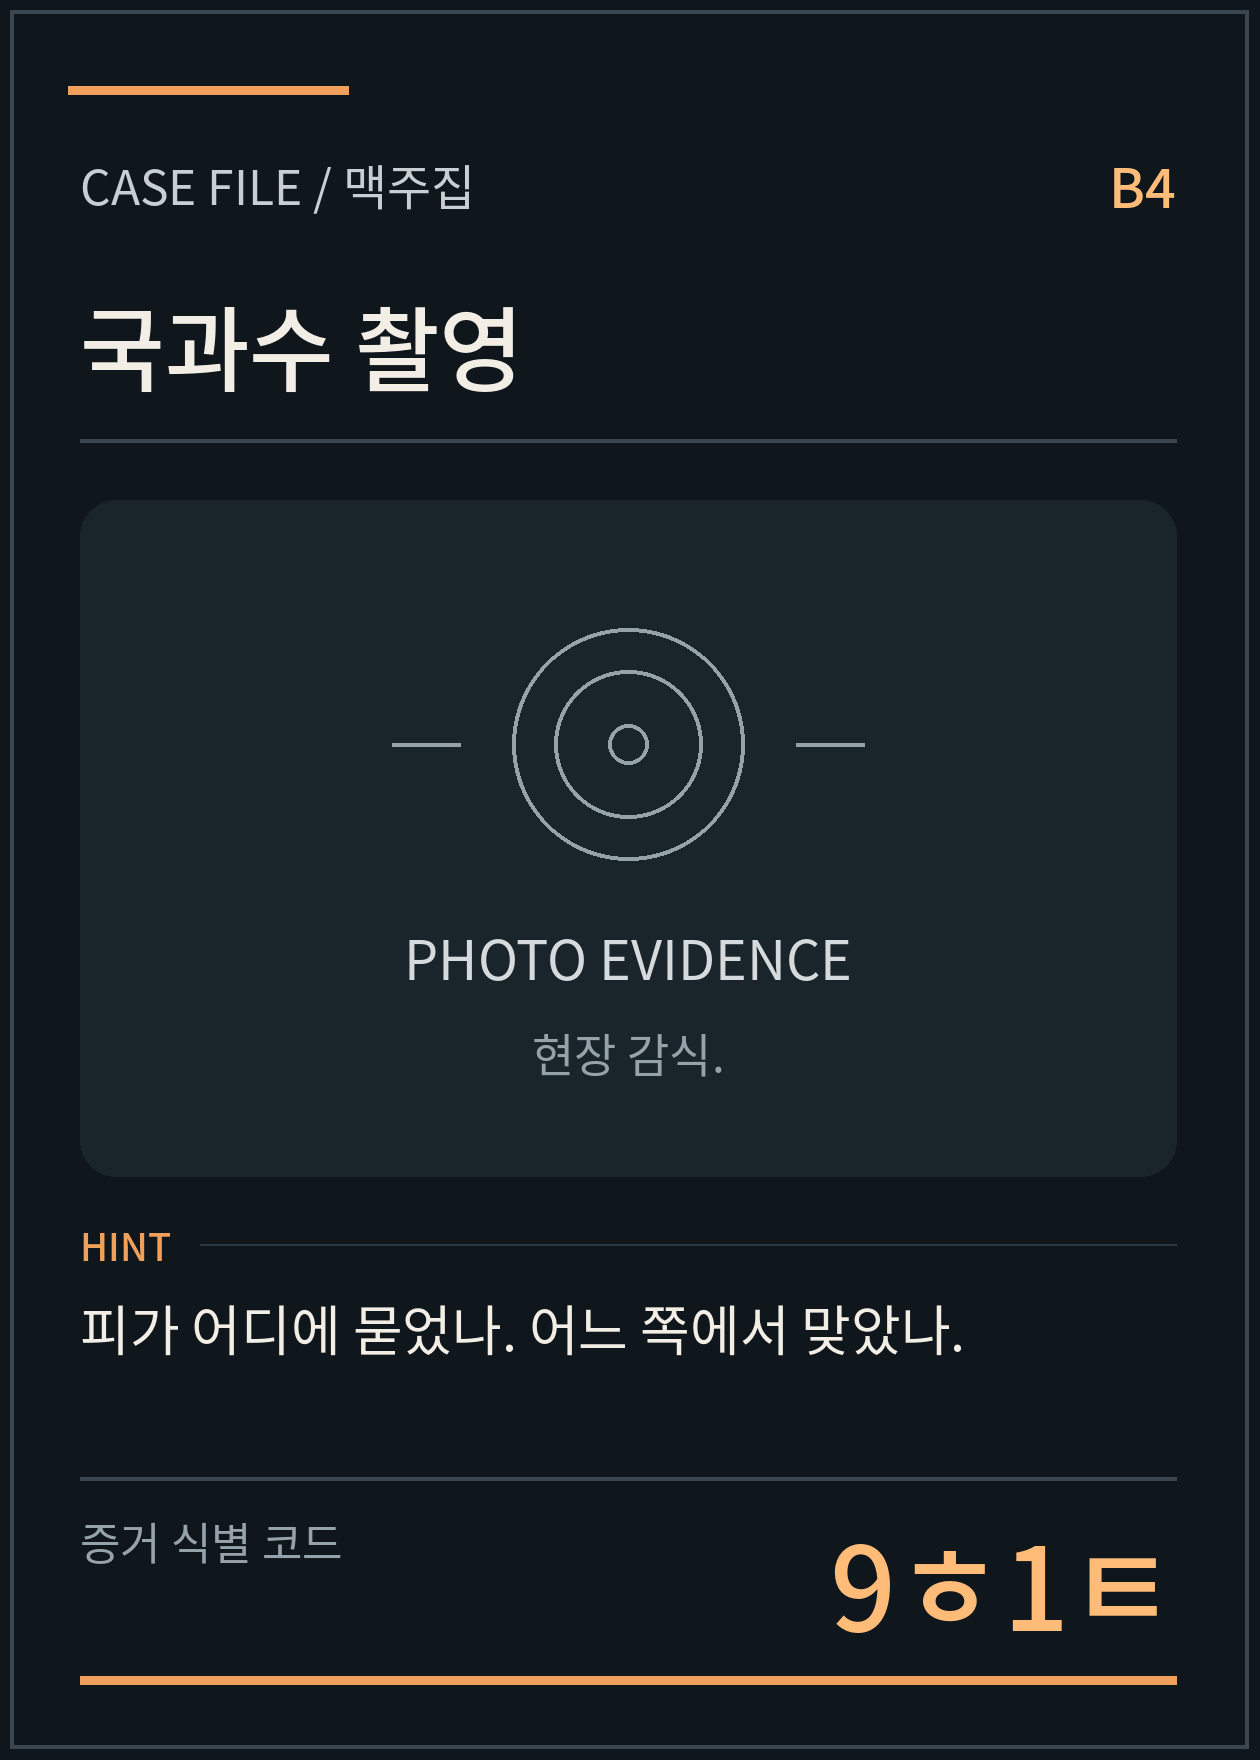 CASE FILE / 맥주집
B4
국과수 촬영
PHOTO EVIDENCE
현장 감식.
HINT
피가 어디에 묻었나. 어느 쪽에서 맞았나.
증거 식별 코드
9ㅎ1ㅌ